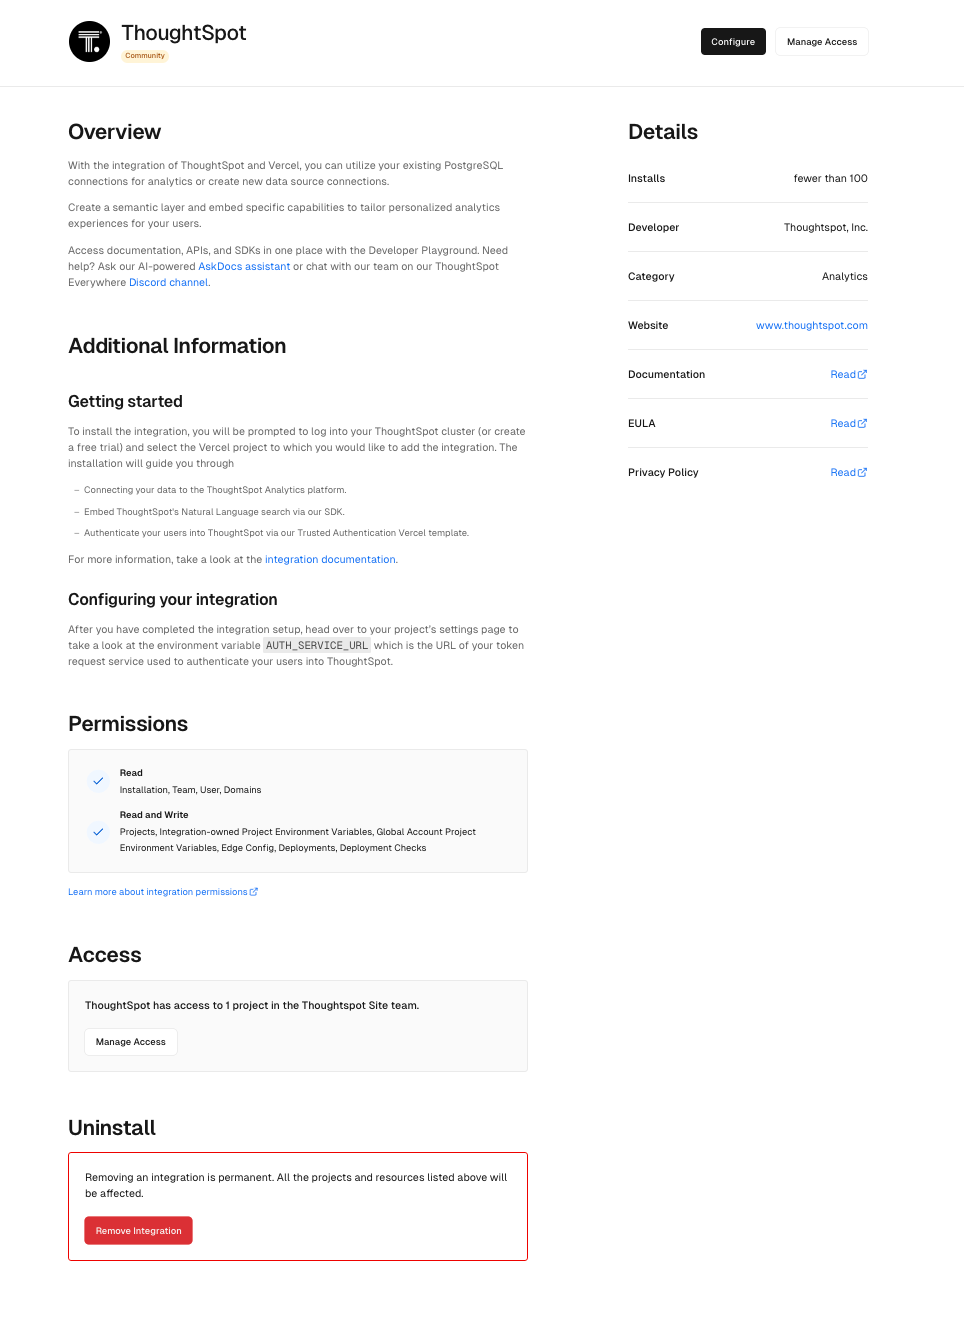 ThoughtSpot
Community
Configure
Manage Access
Overview
With the integration of ThoughtSpot and Vercel, you can utilize your existing PostgreSQL
connections for analytics or create new data source connections.
Create a semantic layer and embed specific capabilities to tailor personalized analytics
experiences for your users.
Access documentation, APIs, and SDKs in one place with the Developer Playground. Need
help? Ask our AI-powered AskDocs assistant or chat with our team on our ThoughtSpot
Everywhere Discord channel.
Additional Information
Getting started
To install the integration, you will be prompted to log into your ThoughtSpot cluster (or create
a free trial) and select the Vercel project to which you would like to add the integration. The
installation will guide you through
– Connecting your data to the ThoughtSpot Analytics platform.
– Embed ThoughtSpot's Natural Language search via our SDK.
– Authenticate your users into ThoughtSpot via our Trusted Authentication Vercel template.
For more information, take a look at the integration documentation.
Configuring your integration
After you have completed the integration setup, head over to your project's settings page to
take a look at the environment variable AUTH_SERVICE_URL which is the URL of your token
request service used to authenticate your users into ThoughtSpot.
Permissions
Read
Installation, Team, User, Domains
Read and Write
Projects, Integration-owned Project Environment Variables, Global Account Project
Environment Variables, Edge Config, Deployments, Deployment Checks
Learn more about integration permissions
Access
ThoughtSpot has access to 1 project in the Thoughtspot Site team.
Manage Access
Uninstall
Removing an integration is permanent. All the projects and resources listed above will
be affected.
Remove Integration
Details
Installs fewer than 100
Developer Thoughtspot, Inc.
Category Analytics
Website www.thoughtspot.com
Documentation Read
EULA Read
Privacy Policy Read